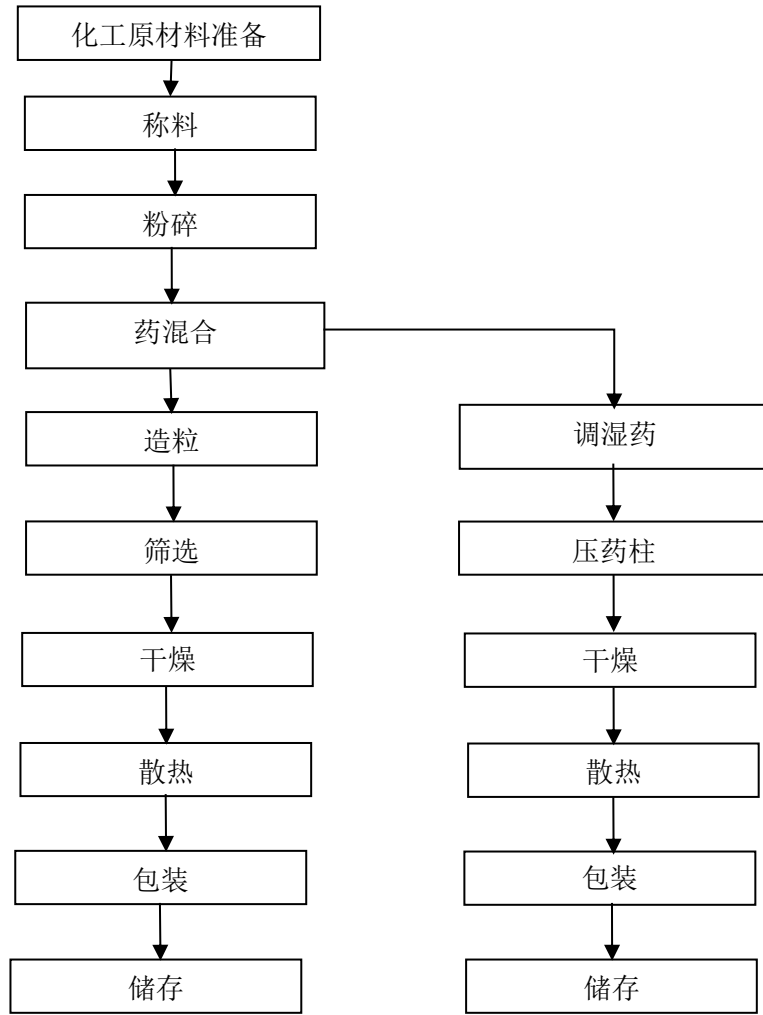 化工原材料准备
称料
粉碎
药混合
造粒
筛选
干燥
散热
包装
储存
调湿药
压药柱
干燥
散热
包装
储存